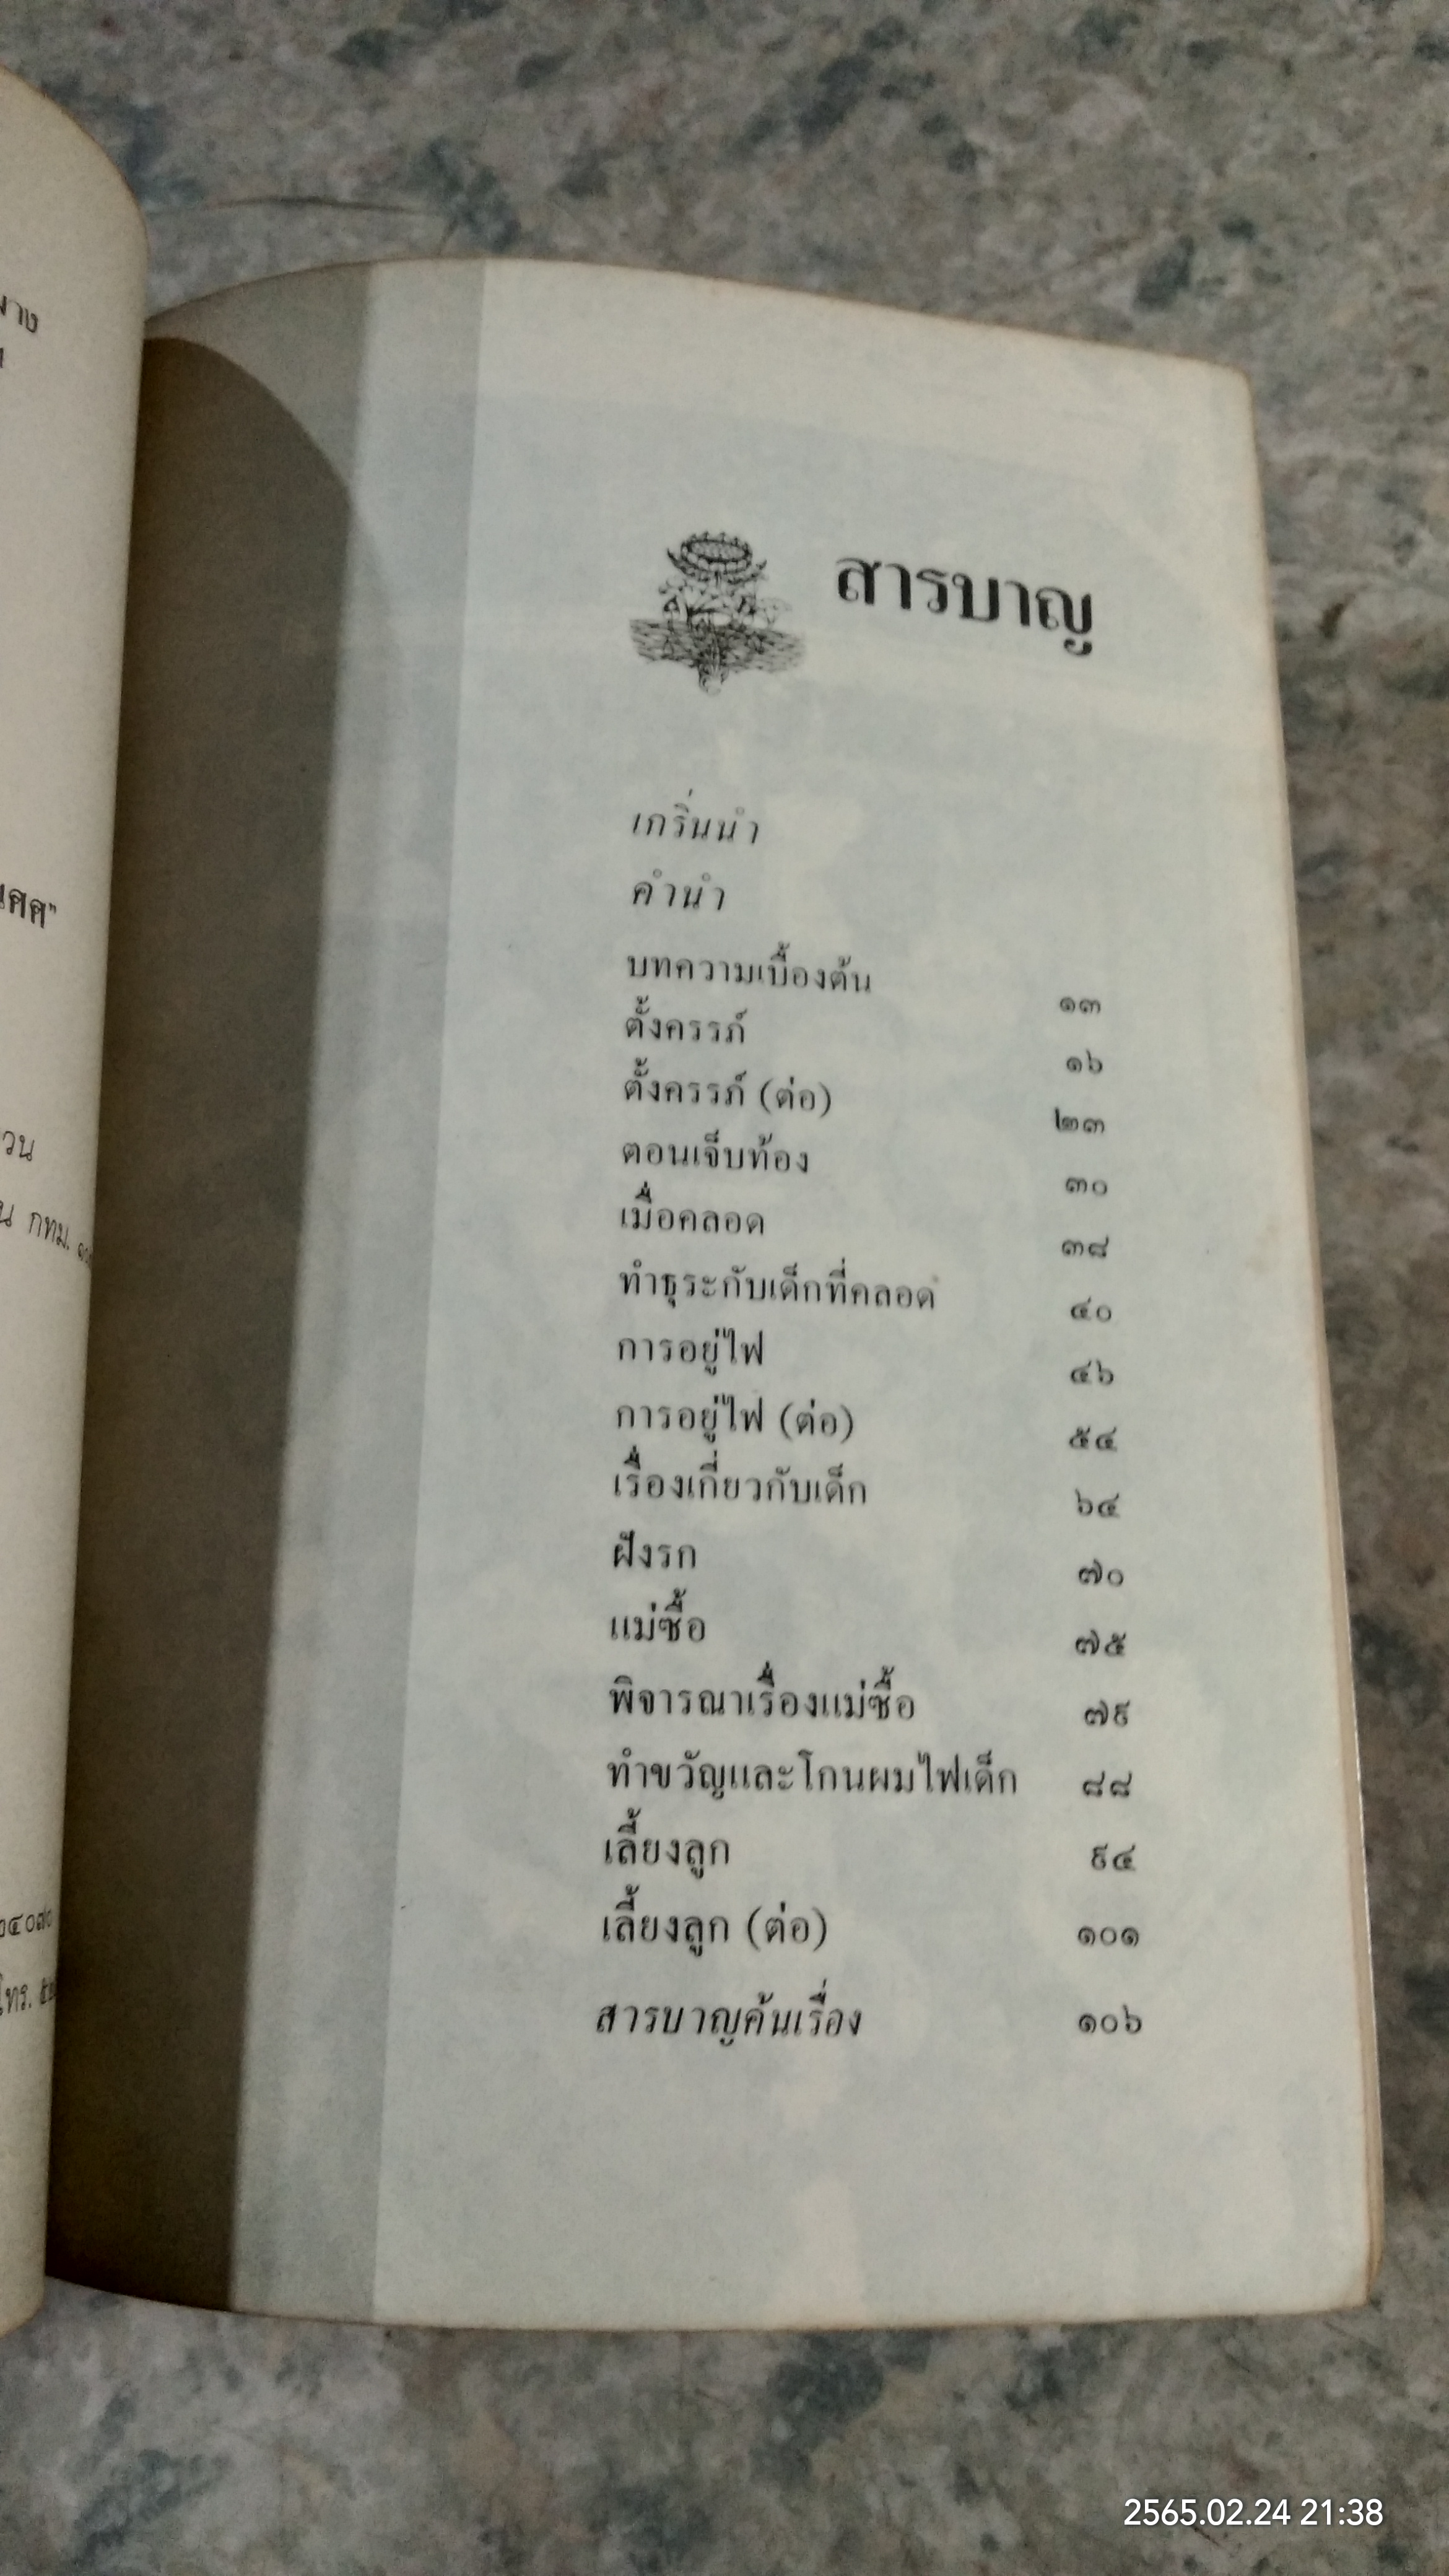 สารบาญ
เกริ่นนำ
คำนำ
บทความเบื้องต้น ๑๓
ตั้งครรภ์ ๑๖
ตั้งครรภ์ (ต่อ) ๒๓
ตอนเจ็บท้อง ๓๐
เมื่อคลอด ๓๘
ทำธุระกับเด็กที่คลอด ๔๐
การอยู่ไฟ ๔๖
การอยู่ไฟ (ต่อ) ๕๔
เรื่องเกี่ยวกับเด็ก ๖๔
ฝังรก ๗๐
แม่ซื้อ ๗๕
พิจารณาเรื่องแม่ซื้อ ๗๙
ทำขวัญและโกนผมไฟเด็ก ๘๘
เลี้ยงลูก ๙๔
เลี้ยงลูก (ต่อ) ๑๐๑
สารบาญค้นเรื่อง ๑๐๖
กทม.
โทร.
2565.02.24 21:38